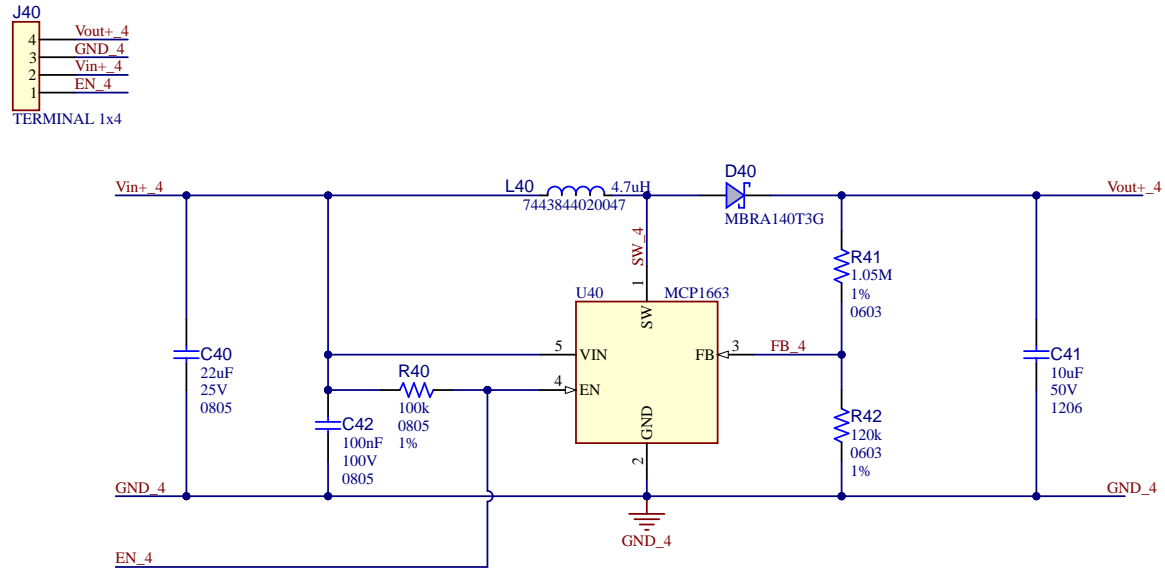 J40
4 Vout+_4
3 GND_4
2 Vin+_4
1 EN_4
TERMINAL 1x4
Vin+_4
L40 4.7uH
7443844020047
D40
MBRA140T3G
Vout+_4
SW_4
1
U40 MCP1663
SW
5 VIN
4 EN
FB 3 FB_4
GND
2
R41
1.05M
1%
0603
C40
22uF
25V
0805
R40
100k
0805
1%
C42
100nF
100V
0805
R42
120k
0603
1%
C41
10uF
50V
1206
GND_4
GND_4
GND_4
EN_4